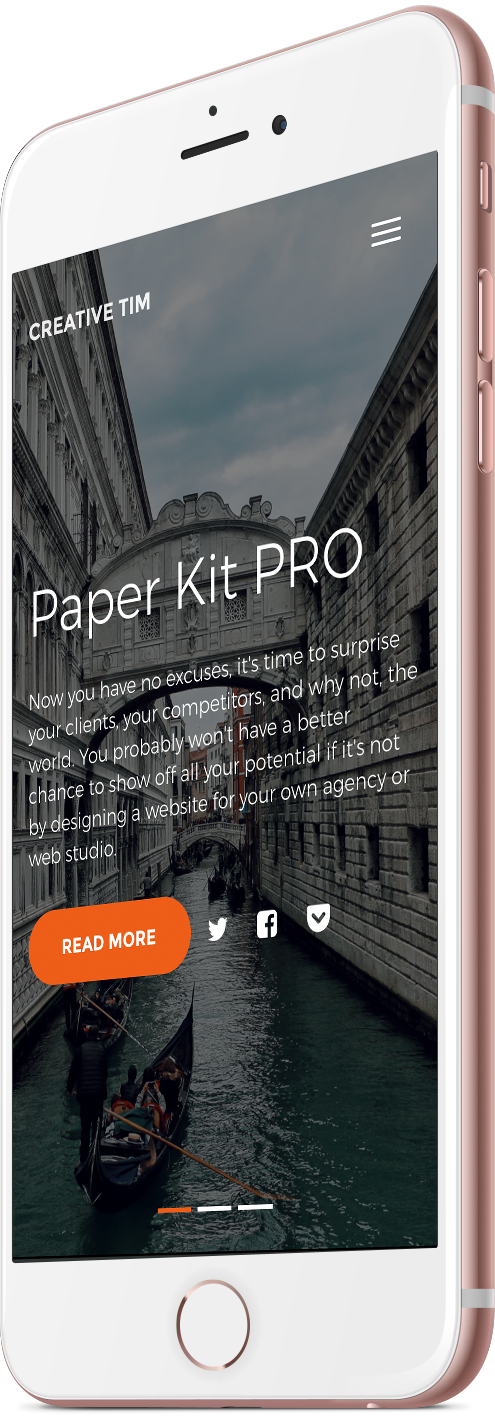 CREATIVE TIM
Paper Kit PRO
Now you have no excuses, it's time to surprise
your clients, your competitors, and why not, the
world. You probably won't have a better
chance to show off all your potential if it's not
by designing a website for your own agency or
web studio.
READ MORE